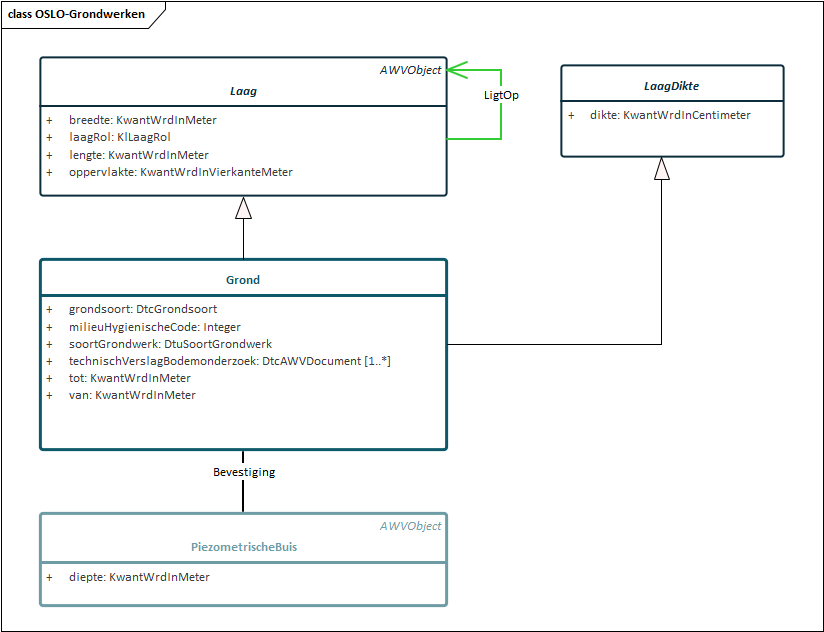 class OSLO-Grondwerken
AWVObject
Laag
+ breedte: KwantWrdInMeter
+ laagRol: KlLaagRol
+ lengte: KwantWrdInMeter
+ oppervlakte: KwantWrdInVierkanteMeter
LigtOp
LaagDikte
+ dikte: KwantWrdInCentimeter
Grond
+ grondsoort: DtcGrondsoort
+ milieuHygienischeCode: Integer
+ soortGrondwerk: DtuSoortGrondwerk
+ technischVerslagBodemonderzoek: DtcAWVDocument [1..*]
+ tot: KwantWrdInMeter
+ van: KwantWrdInMeter
Bevestiging
AWVObject
PiezometrischeBuis
+ diepte: KwantWrdInMeter